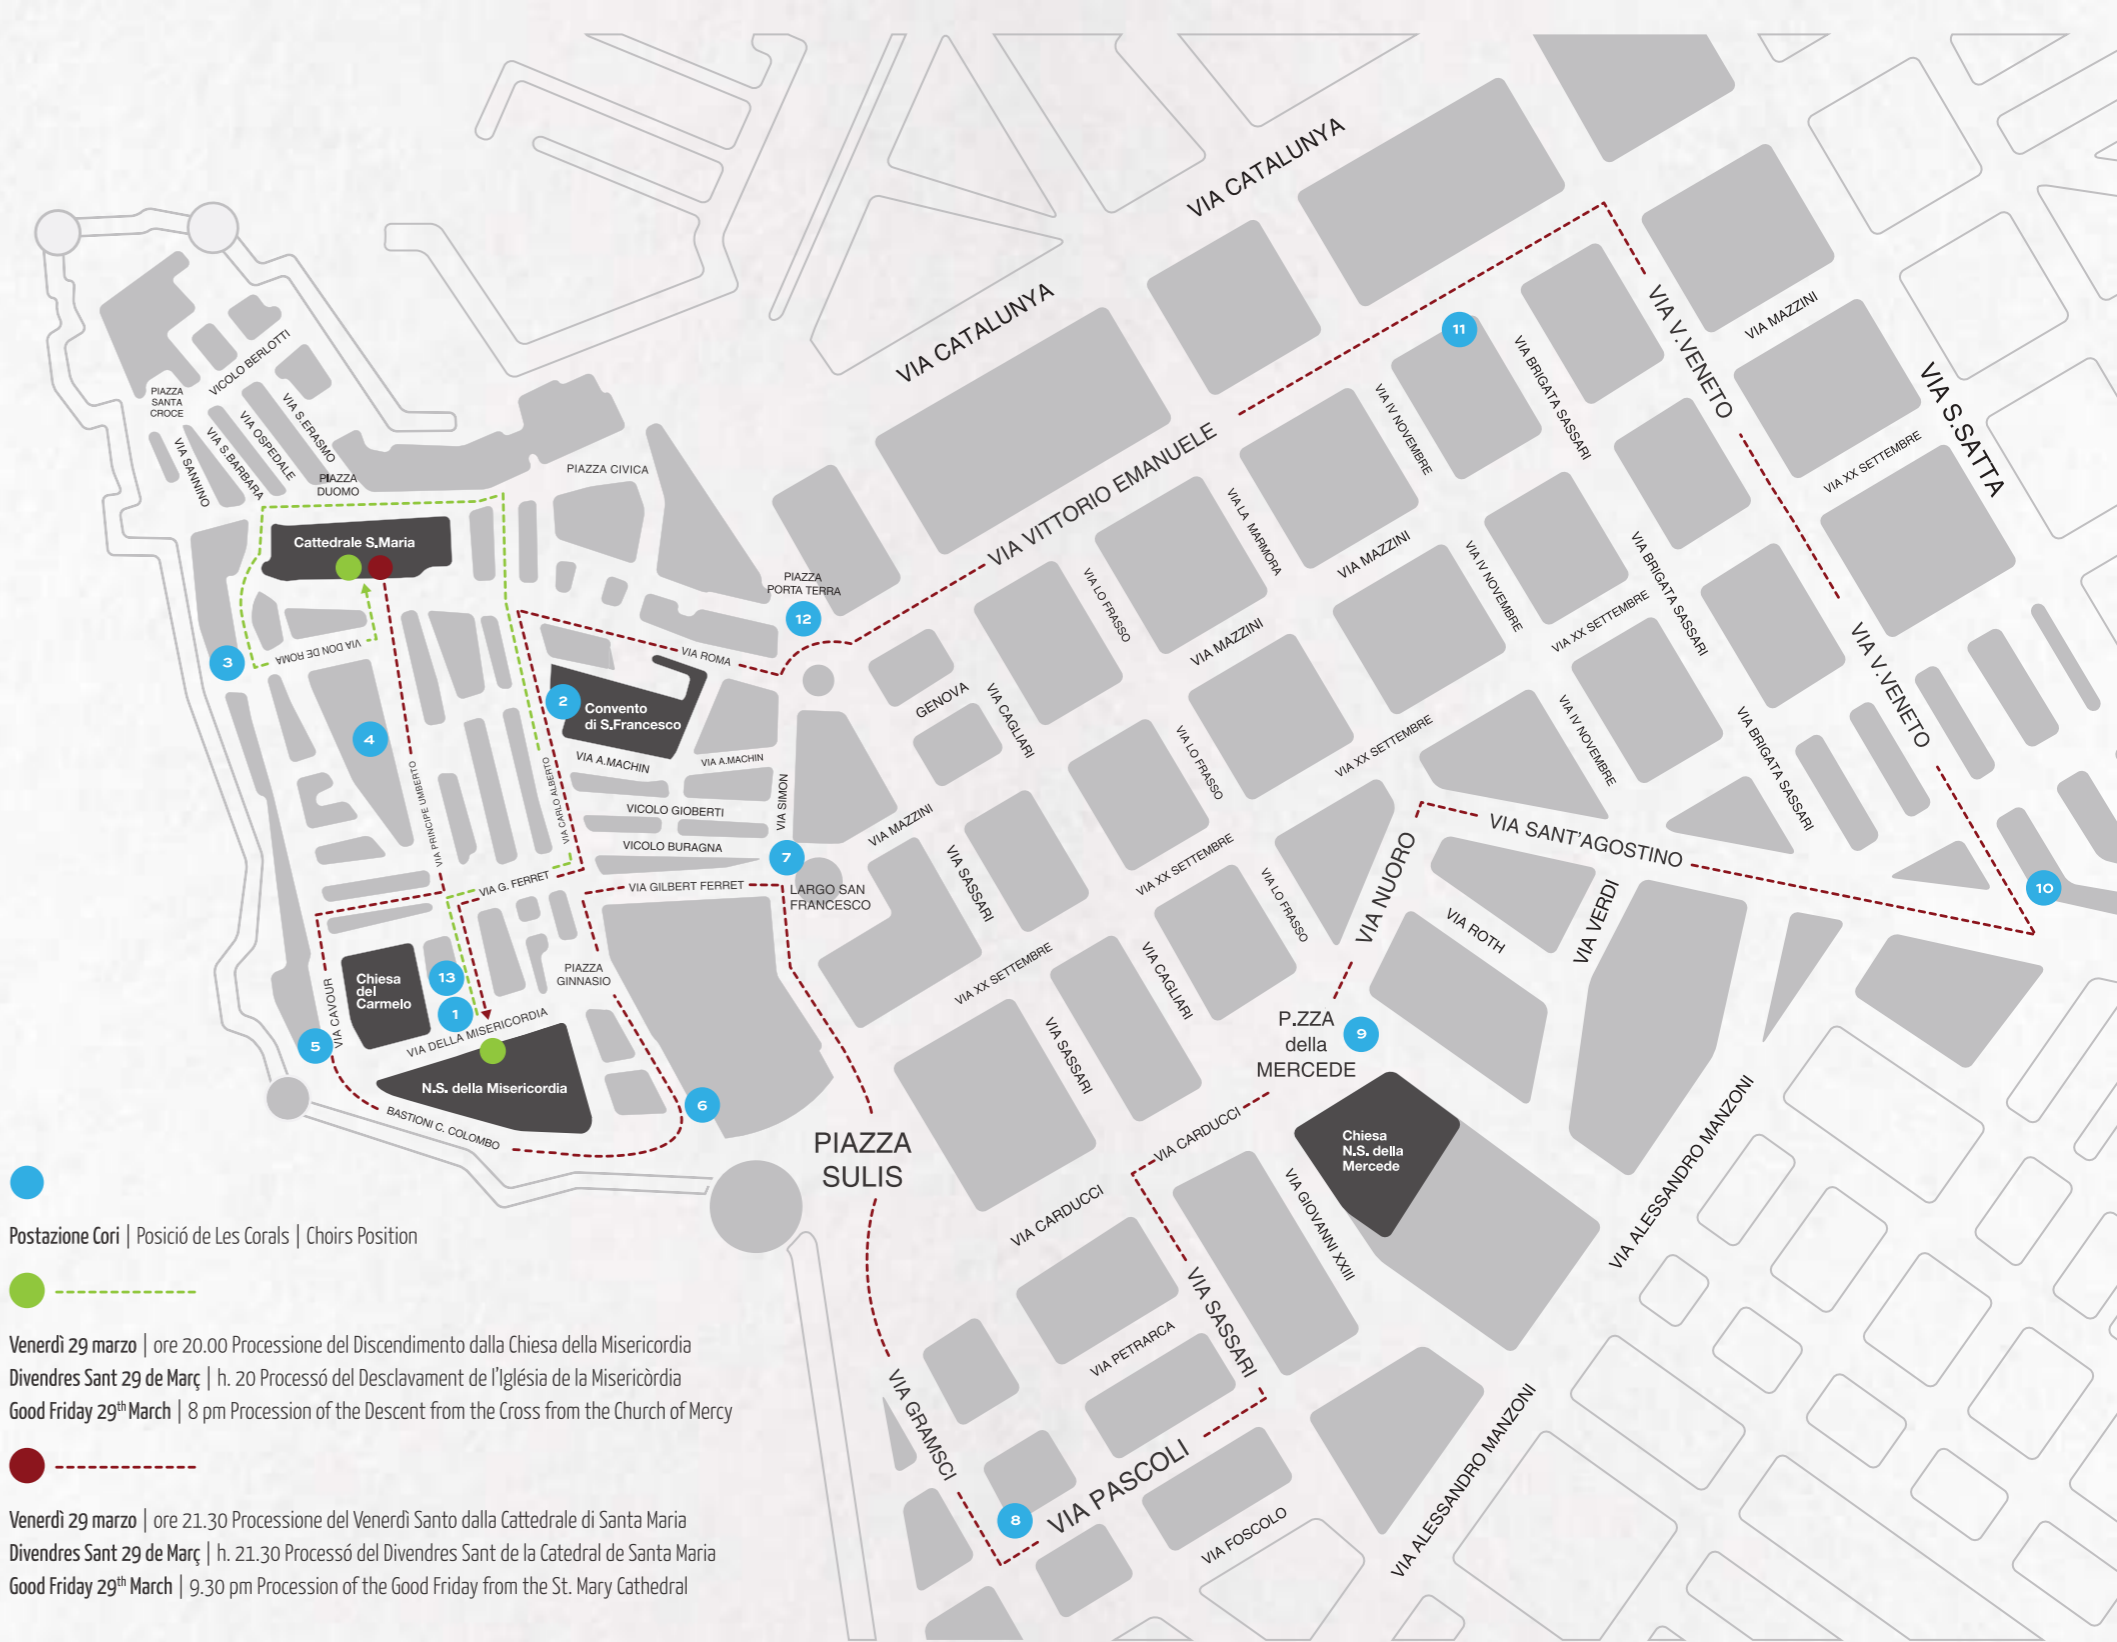 VIA CATALUNYA
VIA CATALUNYA
11
VIA V.VENETO
VIA MAZZINI
VIA S.SATTA
VIA XX SETTEMBRE
VIA BRIGATA SASSARI
VIA IV NOVEMBRE
VIA VITTORIO EMANUELE
VIA LA MARMORA
VIA MAZZINI
VIA IV NOVEMBRE
VIA BRIGATA SASSARI
VIA XX SETTEMBRE
VIA LO FRASSO
VIA MAZZINI
VIA V.VENETO
VICOLO BERLOTTI
PIAZZA
SANTA
CROCE
VIA S.ERASMO
VIA OSPEDALE
VIA S.BARBARA
VIA SANNINO
PIAZZA
DUOMO
PIAZZA CIVICA
Cattedrale S.Maria
PIAZZA
PORTA TERRA
12
VIA DON DE ROMA
3
VIA ROMA
2
Convento
di S.Francesco
4
GENOVA
VIA CAGLIARI
VIA LO FRASSO
VIA XX SETTEMBRE
VIA IV NOVEMBRE
VIA BRIGATA SASSARI
VIA A.MACHIN
VIA A.MACHIN
VIA PRINCIPE UMBERTO
VIA CARLO ALBERTO
VICOLO GIOBERTI
VIA SIMON
VICOLO BURAGNA
7
VIA MAZZINI
VIA G. FERRET
VIA GILBERT FERRET
LARGO SAN
FRANCESCO
VIA SASSARI
VIA XX SETTEMBRE
VIA LO FRASSO
VIA NUORO
VIA SANT'AGOSTINO
VIA VERDI
VIA ROTH
10
Chiesa
del
Carmelo
13
1
PIAZZA
GINNASIO
VIA CAVOUR
5
VIA DELLA MISERICORDIA
N.S. della Misericordia
BASTIONI C. COLOMBO
6
VIA XX SETTEMBRE
VIA CAGLIARI
VIA SASSARI
P.ZZA
della
MERCEDE
9
PIAZZA
SULIS
VIA CARDUCCI
VIA CARDUCCI
Chiesa
N.S. della
Mercede
VIA GIOVANNI XXIII
VIA ALESSANDRO MANZONI
VIA SASSARI
VIA PETRARCA
VIA GRAMSCI
8
VIA PASCOLI
VIA FOSCOLO
VIA ALESSANDRO MANZONI
Postazione Cori | Posició de Les Corals | Choirs Position
Venerdì 29 marzo | ore 20.00 Processione del Discendimento dalla Chiesa della Misericordia
Divendres Sant 29 de Març | h. 20 Processó del Desclavament de l'Iglésia de la Misericòrdia
Good Friday 29th March | 8 pm Procession of the Descent from the Cross from the Church of Mercy
Venerdì 29 marzo | ore 21.30 Processione del Venerdì Santo dalla Cattedrale di Santa Maria
Divendres Sant 29 de Març | h. 21.30 Processó del Divendres Sant de la Catedral de Santa Maria
Good Friday 29th March | 9.30 pm Procession of the Good Friday from the St. Mary Cathedral